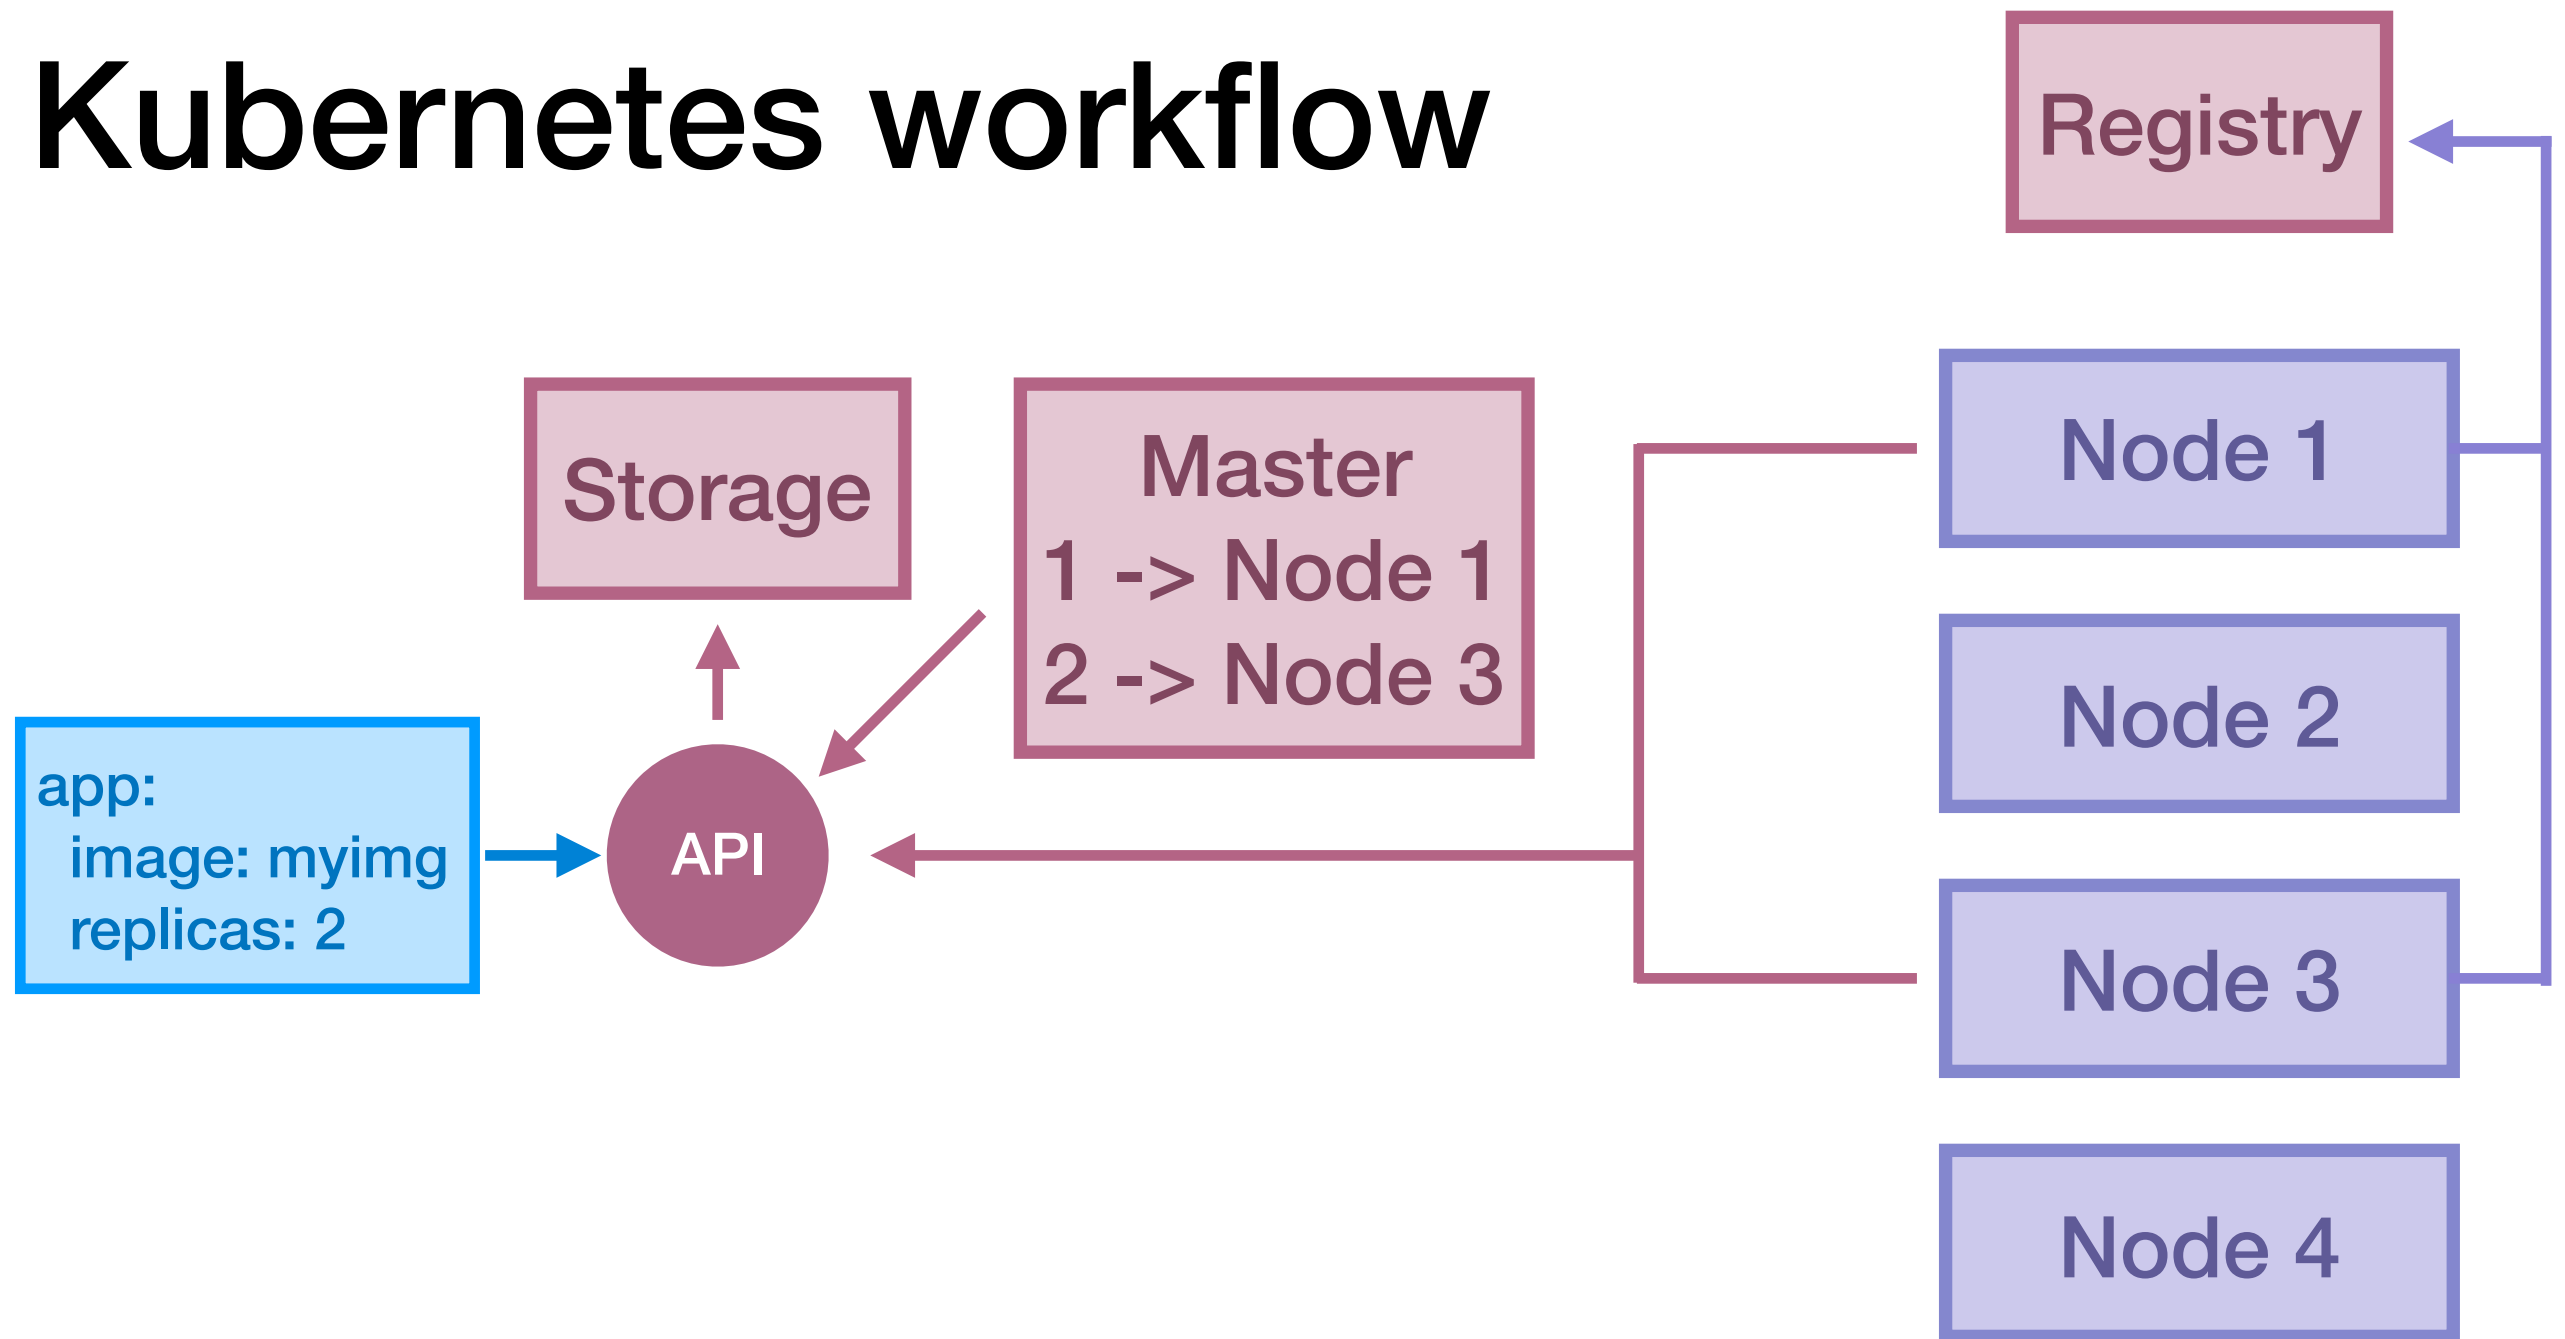 Kubernetes workflow
Registry
Storage
Master
1 -> Node 1
2 -> Node 3
app:
image: myimg
replicas: 2
API
Node 1
Node 2
Node 3
Node 4